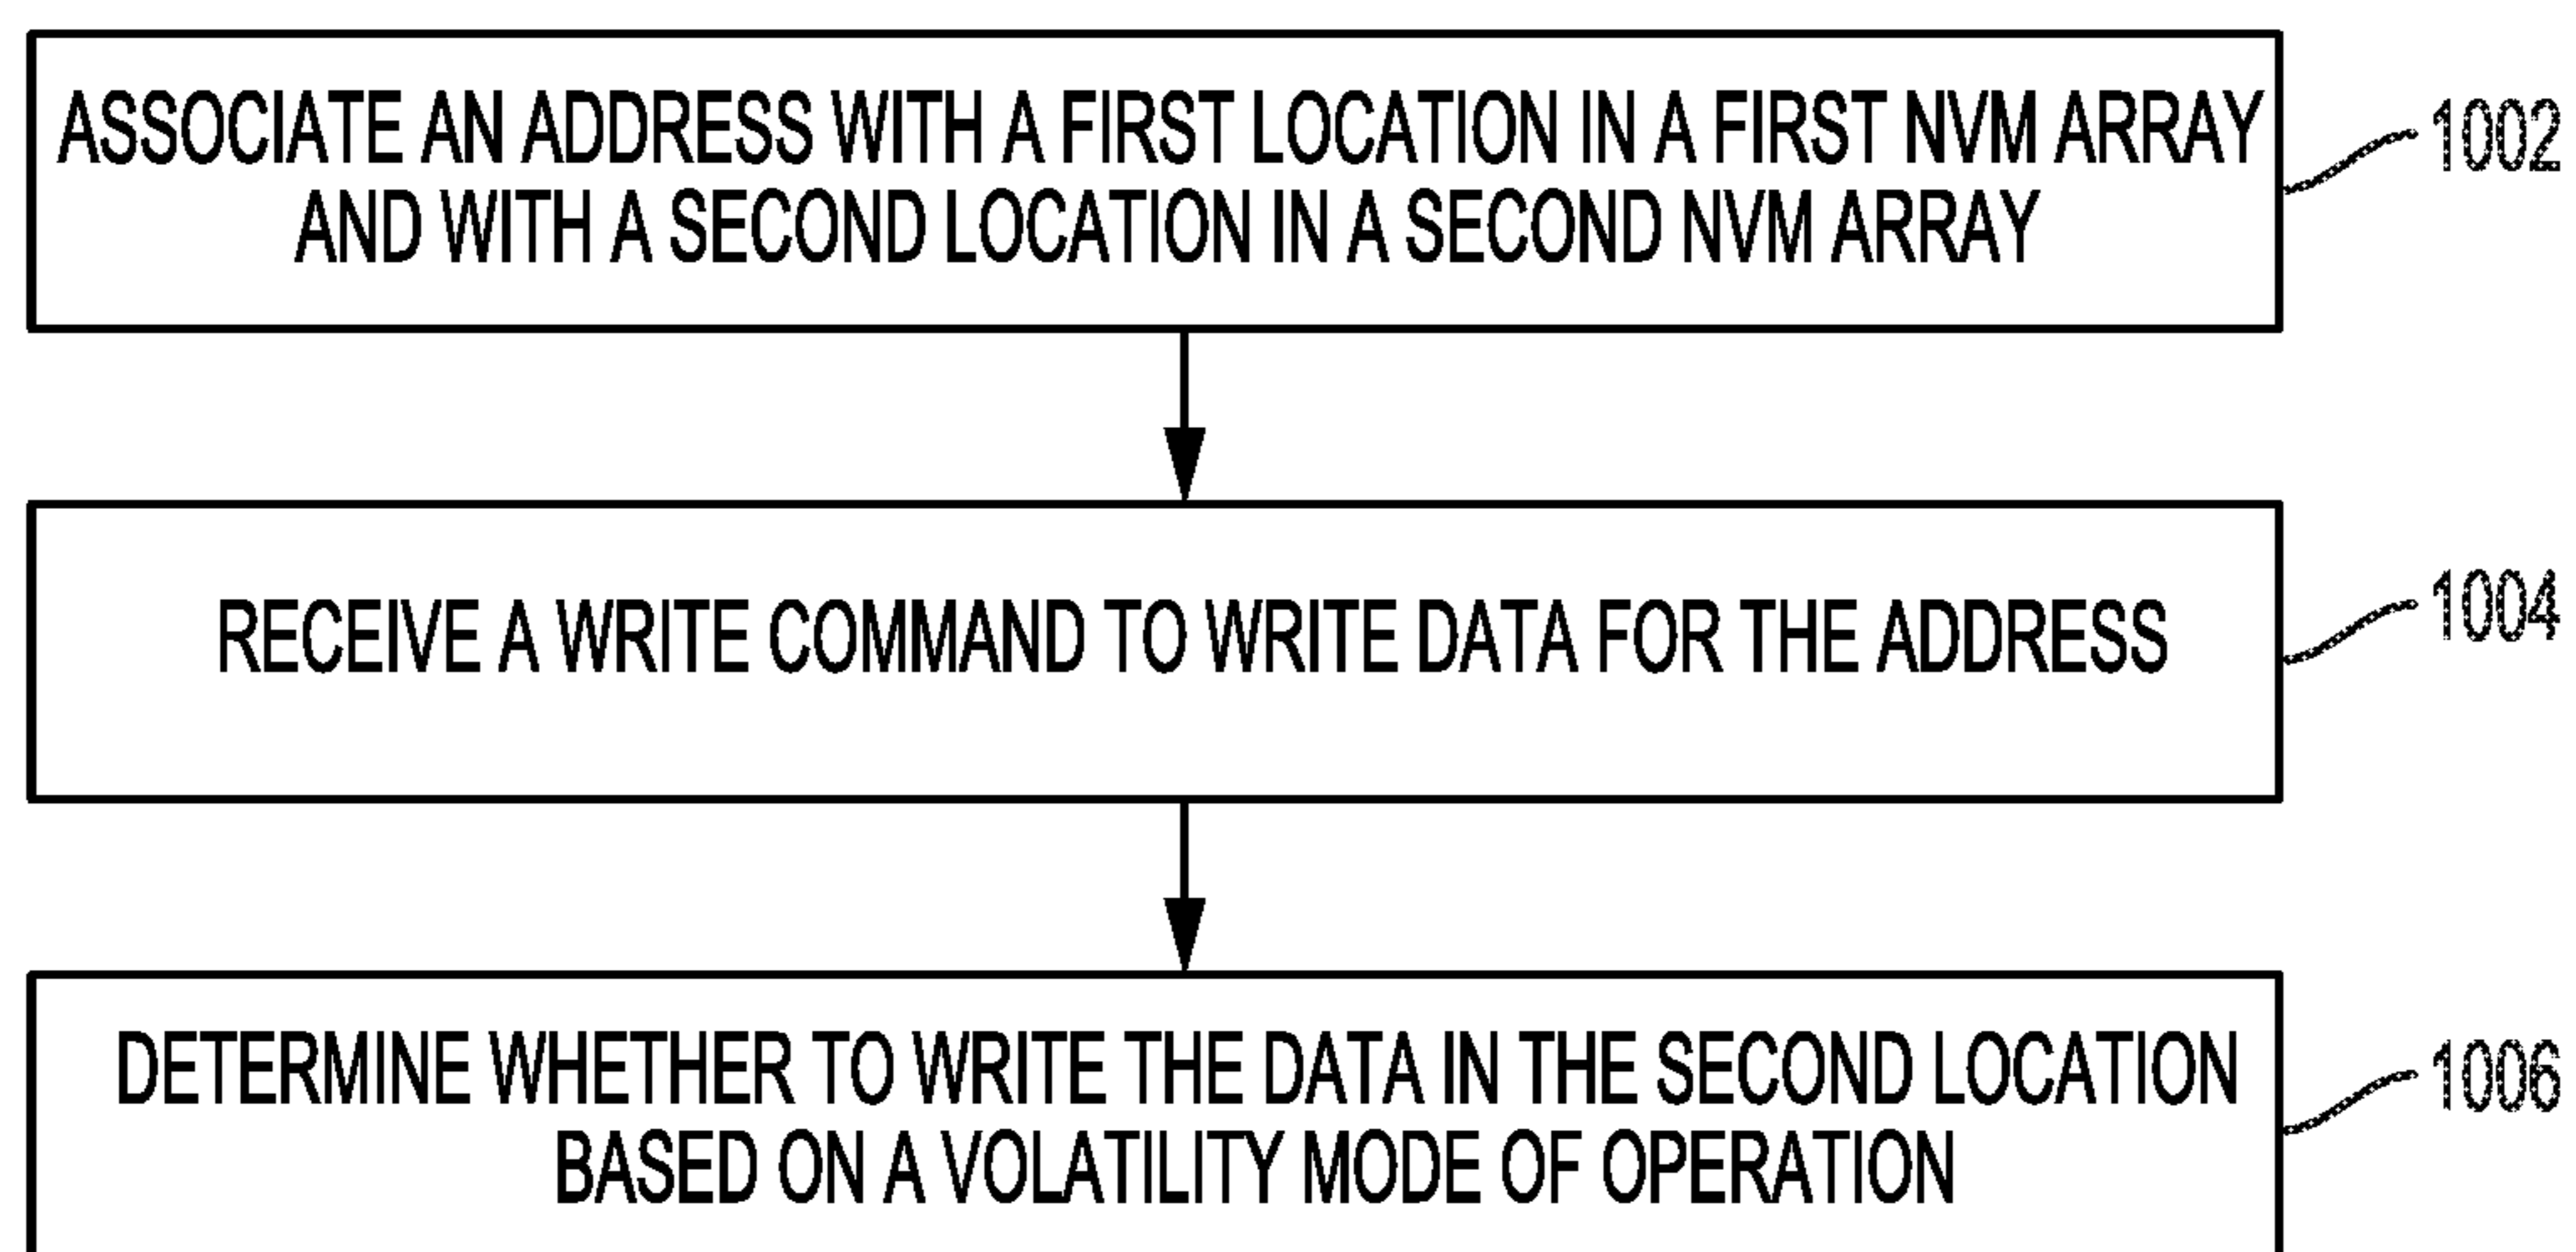 ASSOCIATE AN ADDRESS WITH A FIRST LOCATION IN A FIRST NVM ARRAY
AND WITH A SECOND LOCATION IN A SECOND NVM ARRAY
1002
RECEIVE A WRITE COMMAND TO WRITE DATA FOR THE ADDRESS
1004
DETERMINE WHETHER TO WRITE THE DATA IN THE SECOND LOCATION
BASED ON A VOLATILITY MODE OF OPERATION
1006